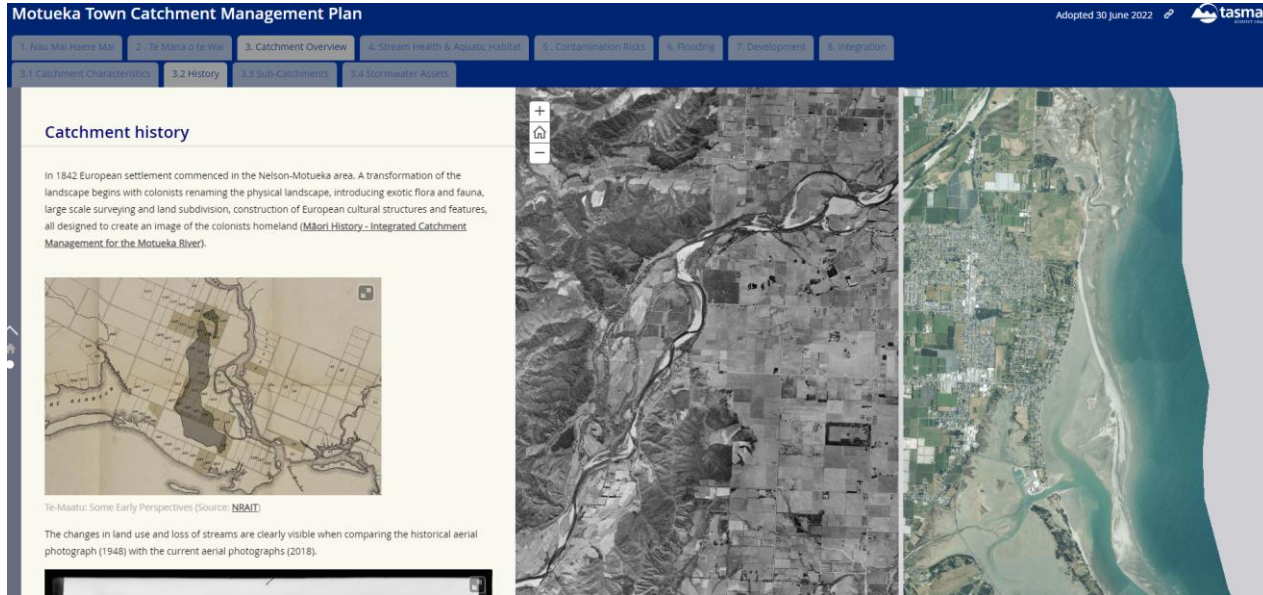 Motueka Town Catchment Management Plan
Adopted 30 June 2022
tasma
1. Nau Mai Haere Mai
2 . Te Mana o te Wai
3. Catchment Overview
4. Stream Health & Aquatic Habitat
5 . Contamination Risks
6. Flooding
7. Development
8. Integration
3.1 Catchment Characteristics
3.2 History
3.3 Sub-Catchments
3.4 Stormwater Assets
Catchment history
In 1842 European settlement commenced in the Nelson-Motueka area. A transformation of the
landscape begins with colonists renaming the physical landscape, introducing exotic flora and fauna,
large scale surveying and land subdivision, construction of European cultural structures and features,
all designed to create an image of the colonists homeland (Māori History - Integrated Catchment
Management for the Motueka River).
Te-Maatu: Some Early Perspectives (Source: NRAIT)
The changes in land use and loss of streams are clearly visible when comparing the historical aerial
photograph (1948) with the current aerial photographs (2018).